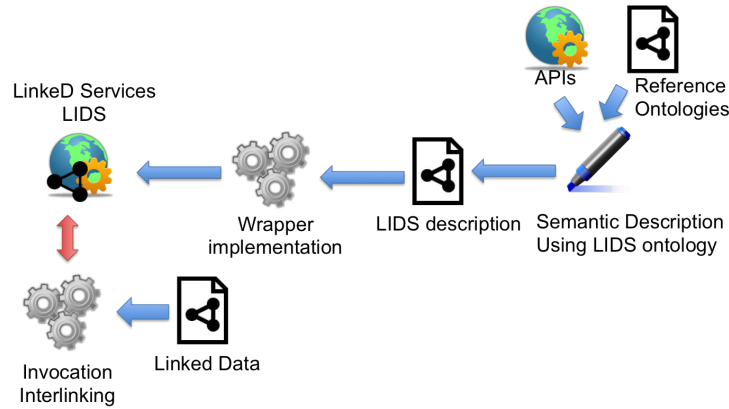 APIs
Reference
Ontologies
LinkeD Services
LIDS
Wrapper
implementation
LIDS description
Semantic Description
Using LIDS ontology
Linked Data
Invocation
Interlinking